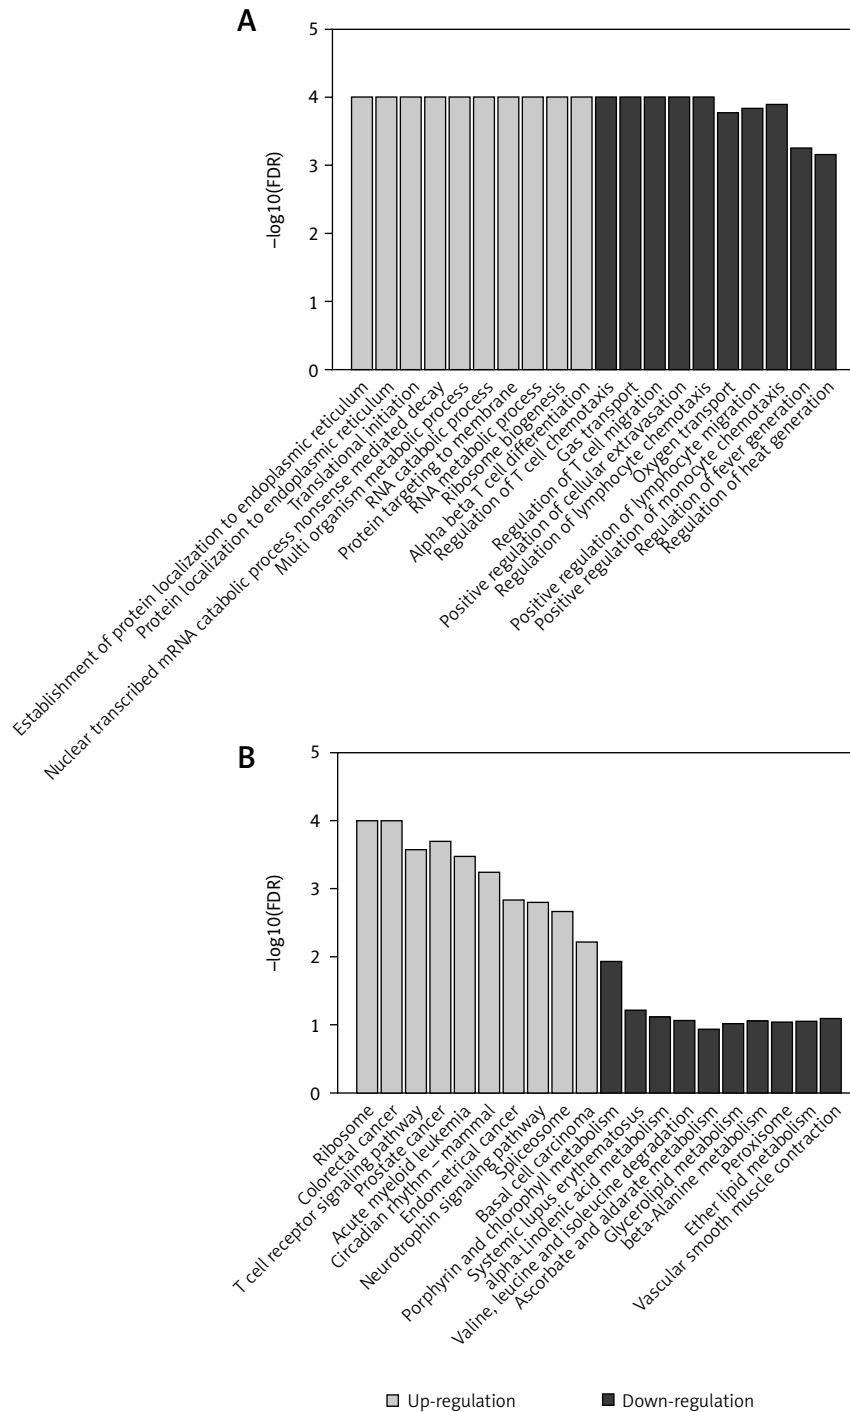 A
5
4
3
2
1
0
–log10(FDR)
Establishment of protein localization to endoplasmic reticulum
Protein localization to endoplasmic reticulum
Translational initiation
Nuclear transcribed mRNA catabolic process nonsense mediated decay
Multi organism metabolic process
RNA catabolic process
Protein targeting to membrane
RNA metabolic process
Ribosome biogenesis
Alpha beta T cell differentiation
Regulation of T cell chemotaxis
Gas transport
Regulation of T cell migration
Positive regulation of cellular extravasation
Regulation of lymphocyte chemotaxis
Oxygen transport
Positive regulation of lymphocyte migration
Positive regulation of monocyte chemotaxis
Regulation of fever generation
Regulation of heat generation
B
5
4
3
2
1
0
–log10(FDR)
Ribosome
Colorectal cancer
T cell receptor signaling pathway
Prostate cancer
Acute myeloid leukemia
Circadian rhythm – mammal
Endometrical cancer
Neurotrophin signaling pathway
Spliceosome
Basal cell carcinoma
Porphyrin and chlorophyll metabolism
Systemic lupus erythematosus
alpha-Linolenic acid metabolism
Valine, leucine and isoleucine degradation
Ascorbate and aldarate metabolism
Glycerolipid metabolism
beta-Alanine metabolism
Peroxisome
Ether lipid metabolism
Vascular smooth muscle contraction
Up-regulation
Down-regulation